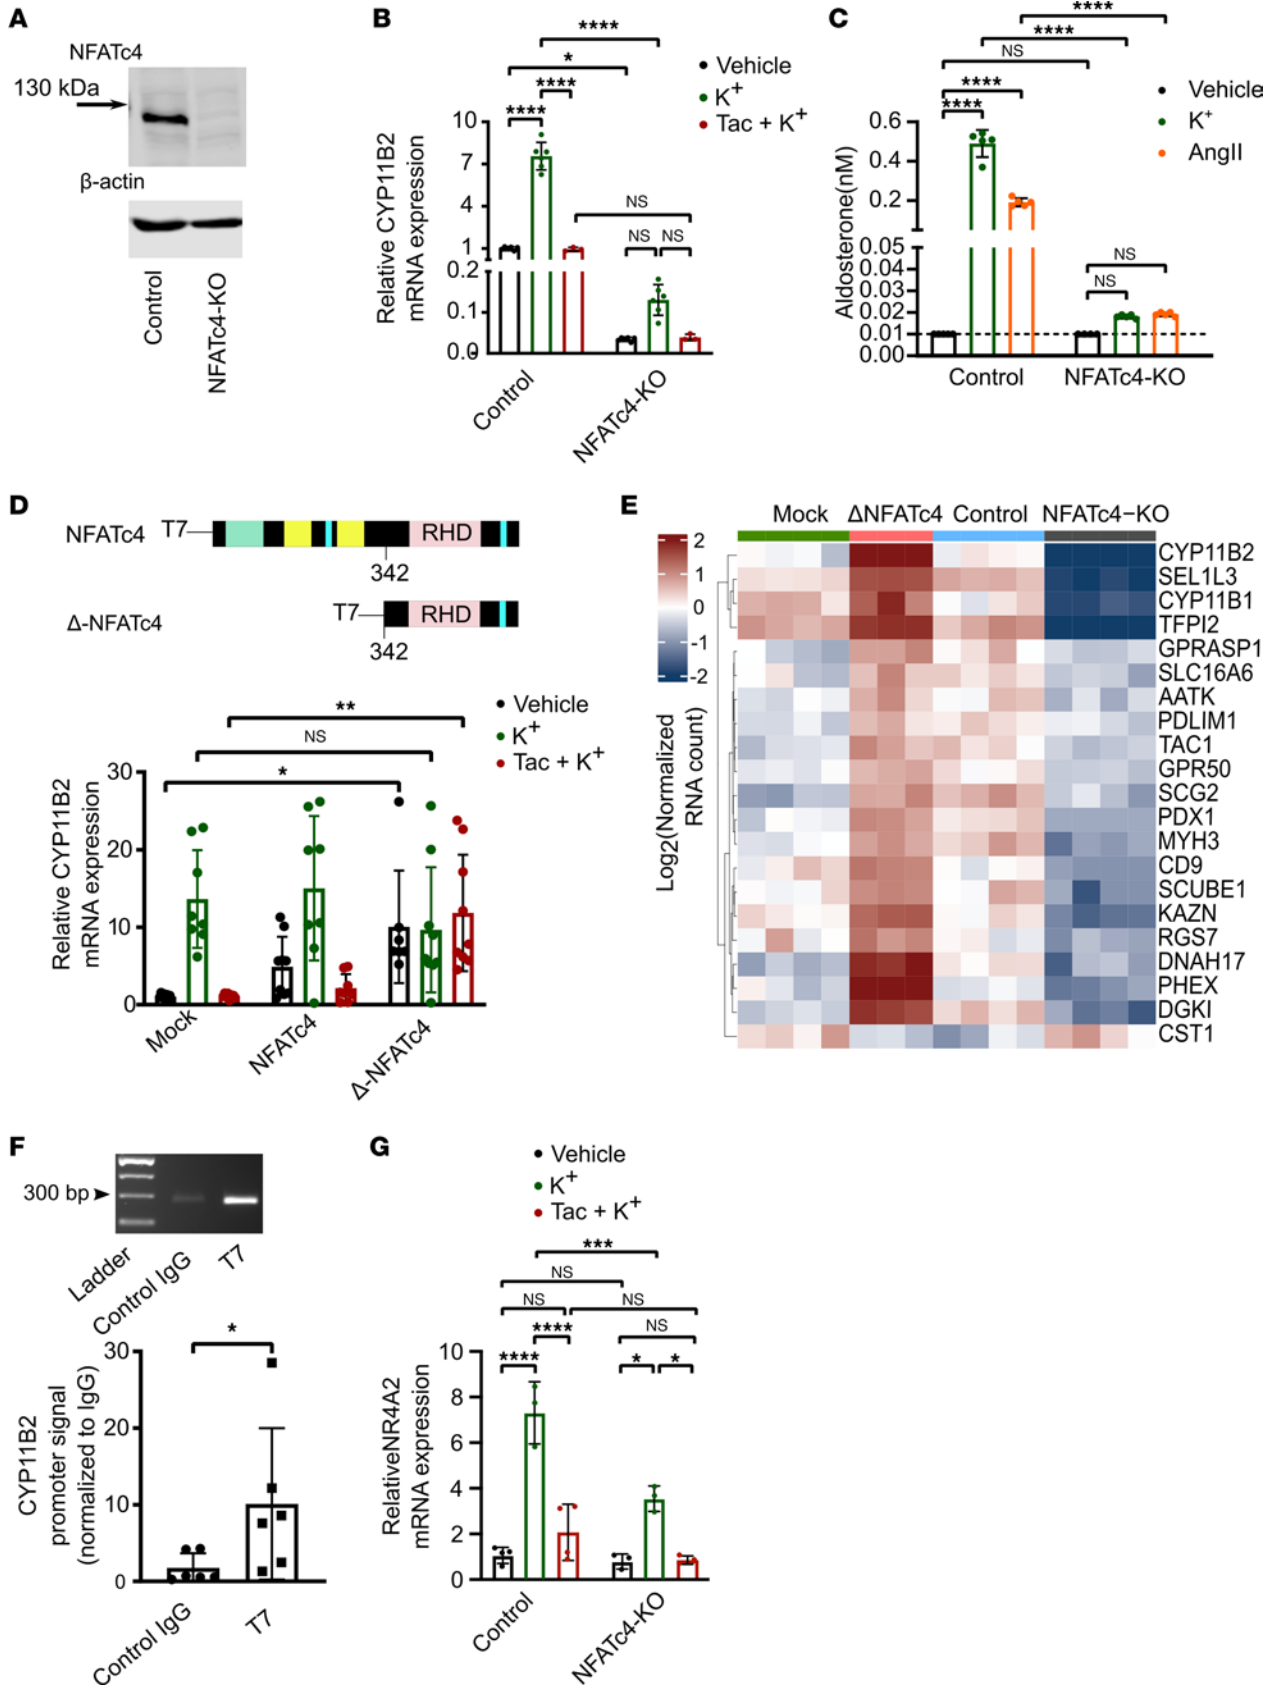 A
NFATc4
130 kDa
β-actin
Control
NFATc4-KO
B
****
*
****
****
Vehicle
K+
Tac + K+
Relative CYP11B2
mRNA expression
10
7
4
1
0.2
0.1
0.0
NS
NS
NS
Control
NFATc4-KO
C
****
****
NS
****
****
Vehicle
K+
AngII
Aldosterone(nM)
0.6
0.4
0.2
0.05
0.04
0.03
0.02
0.01
0.00
NS
NS
Control
NFATc4-KO
D
NFATc4
T7
RHD
342
Δ-NFATc4
T7
RHD
342
Vehicle
K+
Tac + K+
**
NS
*
Relative CYP11B2
mRNA expression
30
20
10
0
Mock
NFATc4
Δ-NFATc4
E
Mock
ΔNFATc4
Control
NFATc4-KO
2
1
0
-1
-2
Log2(Normalized
RNA count)
CYP11B2
SEL1L3
CYP11B1
TFPI2
GPRASP1
SLC16A6
AATK
PDLIM1
TAC1
GPR50
SCG2
PDX1
MYH3
CD9
SCUBE1
KAZN
RGS7
DNAH17
PHEX
DGKI
CST1
F
300 bp
Ladder
Control IgG
T7
*
CYP11B2
promoter signal
(normalized to IgG)
30
20
10
0
Control IgG
T7
G
Vehicle
K+
Tac + K+
***
NS
NS
NS
****
NS
****
*
*
RelativeNR4A2
mRNA expression
10
8
6
4
2
0
Control
NFATc4-KO